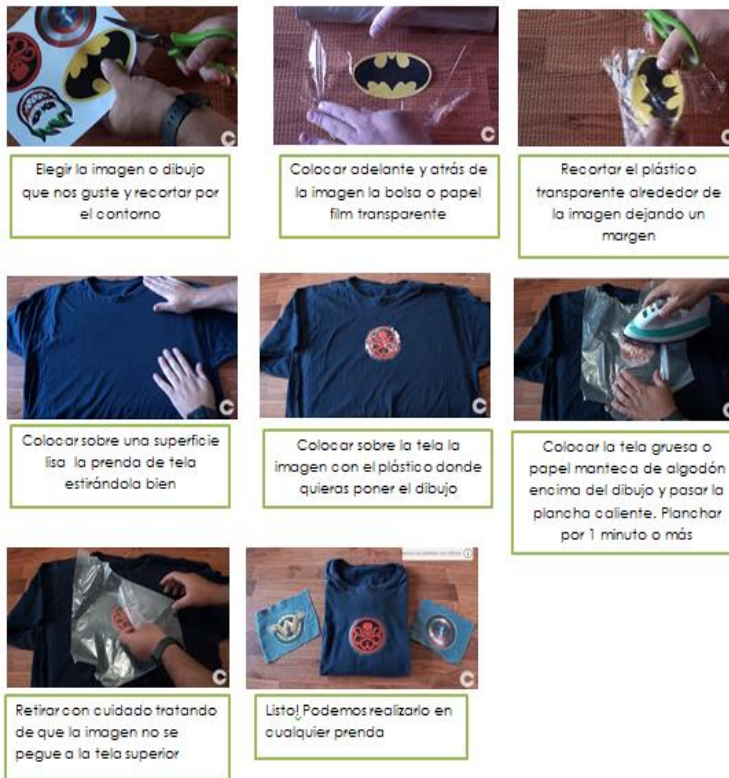 Elegir la imagen o dibujo
que nos guste y recortar por
el contorno
Colocar adelante y atrás de
la imagen la bolsa o papel
film transparente
Recortar el plástico
transparente alrededor de
la imagen dejando un
margen
Colocar sobre una superficie
lisa la prenda de tela
estirándola bien
Colocar sobre la tela la
imagen con el plástico donde
quieras poner el dibujo
Colocar la tela gruesa o
papel manteca de algodón
encima del dibujo y pasar la
plancha caliente. Planchar
por 1 minuto o más
Retirar con cuidado tratando
de que la imagen no se
pegue a la tela superior
Listo! Podemos realizarlo en
cualquier prenda